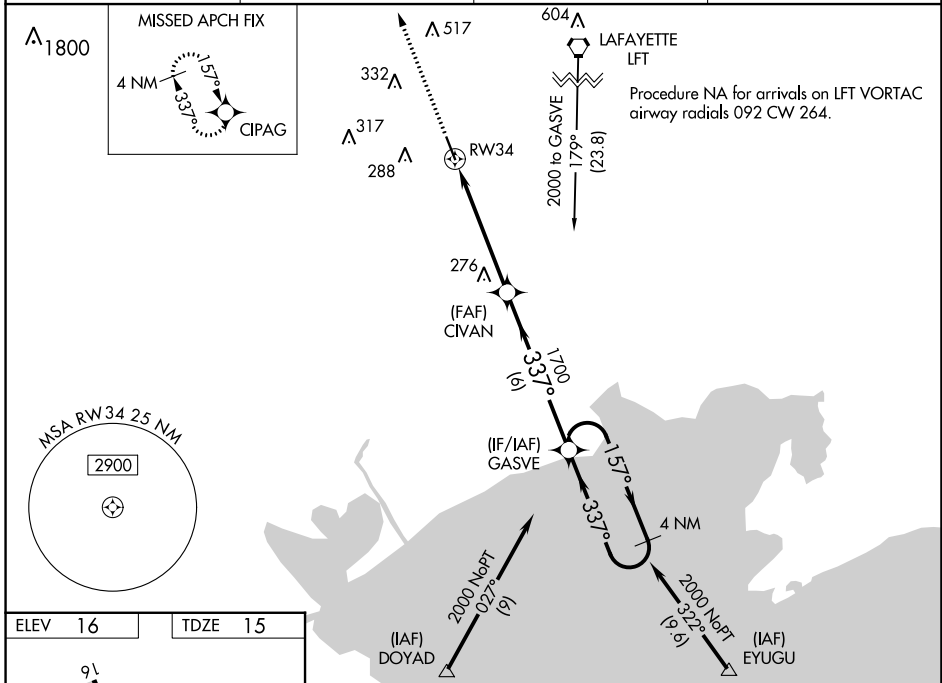 MISSED APCH FIX
1800
4 NM
157°
337°
CIPAG
517
332
317
288
RW34
604
LAFAYETTE
LFT
Procedure NA for arrivals on LFT VORTAC
airway radials 092 CW 264.
2000 to GASVE
179°
(23.8)
276
(FAF)
CIVAN
1700
337°
(6)
MSA RW34 25 NM
2900
(IF/IAF)
GASVE
157°
337°
4 NM
2000 NoPT
027°
(9)
2000 NoPT
322°
(9.6)
(IAF)
DOYAD
(IAF)
EYUGU
ELEV 16
TDZE 15
16